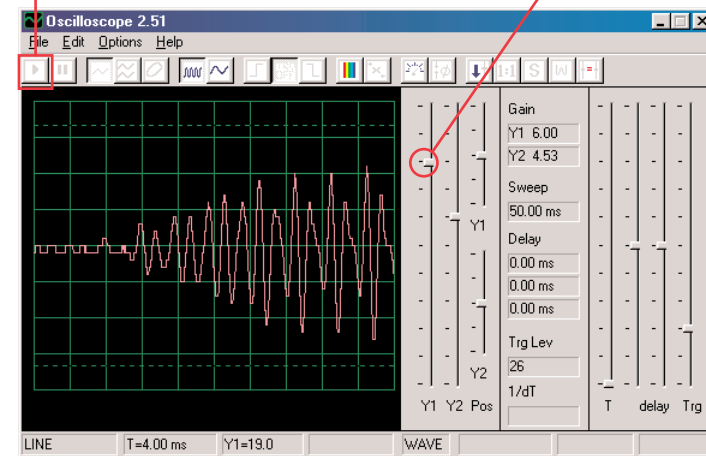 Oscilloscope 2.51
File Edit Options Help
1:1 S W
Gain
Y1 6.00
Y2 4.53
Sweep
50.00 ms
Y1
Delay
0.00 ms
0.00 ms
0.00 ms
Trg Lev
26
Y2
1/dT
Y1 Y2 Pos T delay Trg
LINE T=4.00 ms Y1=19.0 WAVE